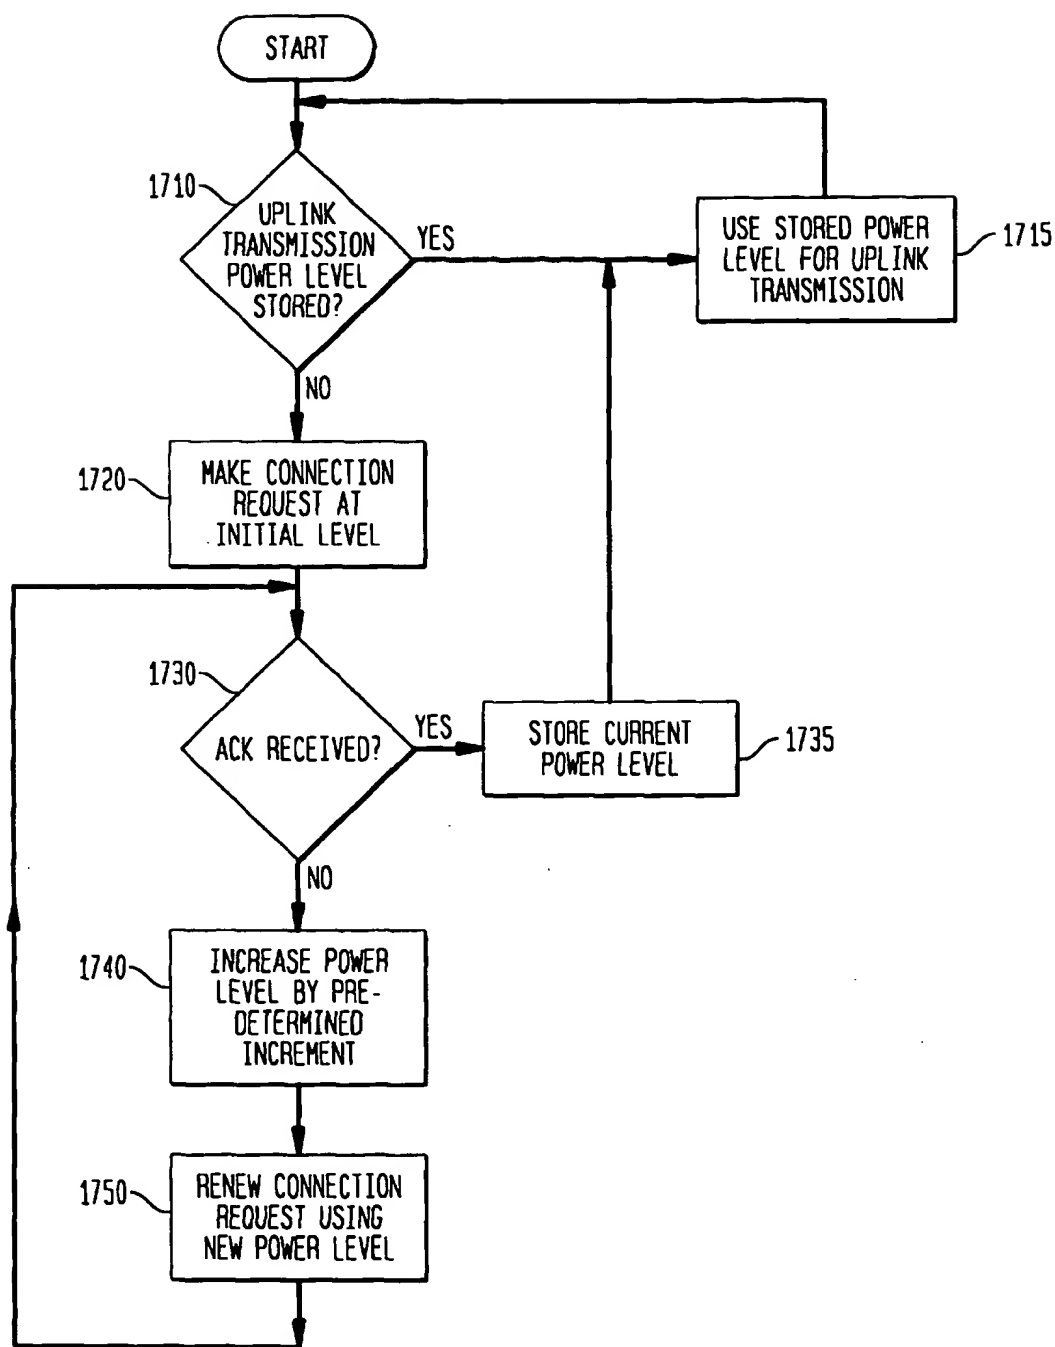 START
1710
UPLINK
TRANSMISSION
POWER LEVEL
STORED?
YES
USE STORED POWER
LEVEL FOR UPLINK
TRANSMISSION
1715
NO
1720
MAKE CONNECTION
REQUEST AT
INITIAL LEVEL
1730
ACK RECEIVED?
YES
STORE CURRENT
POWER LEVEL
1735
NO
1740
INCREASE POWER
LEVEL BY PRE-
DETERMINED
INCREMENT
1750
RENEW CONNECTION
REQUEST USING
NEW POWER LEVEL